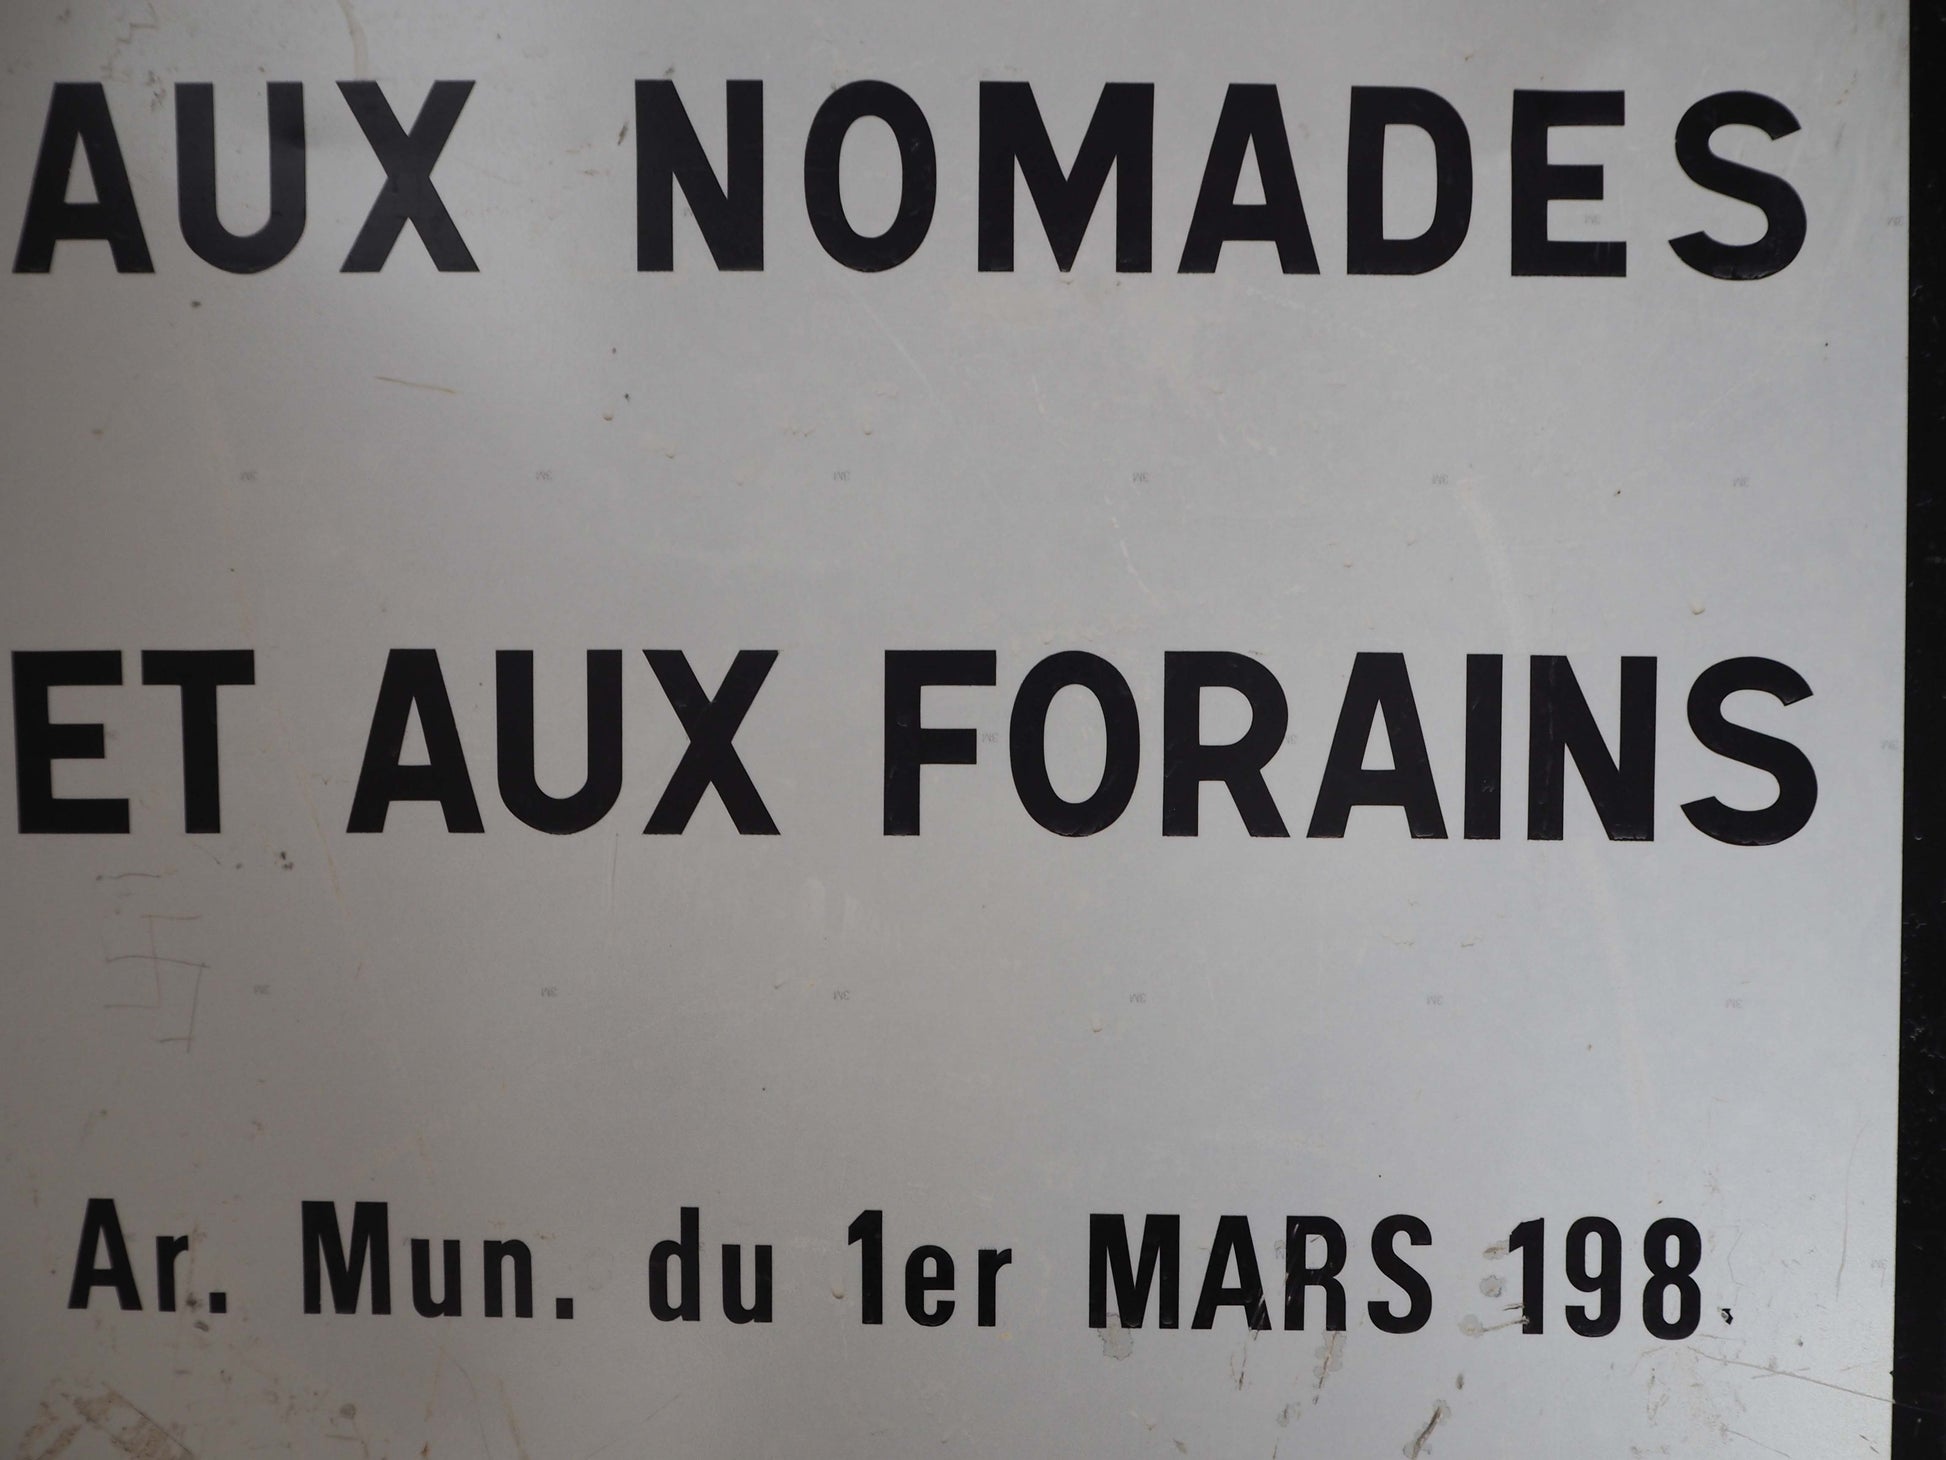 AUX NOMADES
ET AUX FORAINS
Ar. Mun. du 1er MARS 198